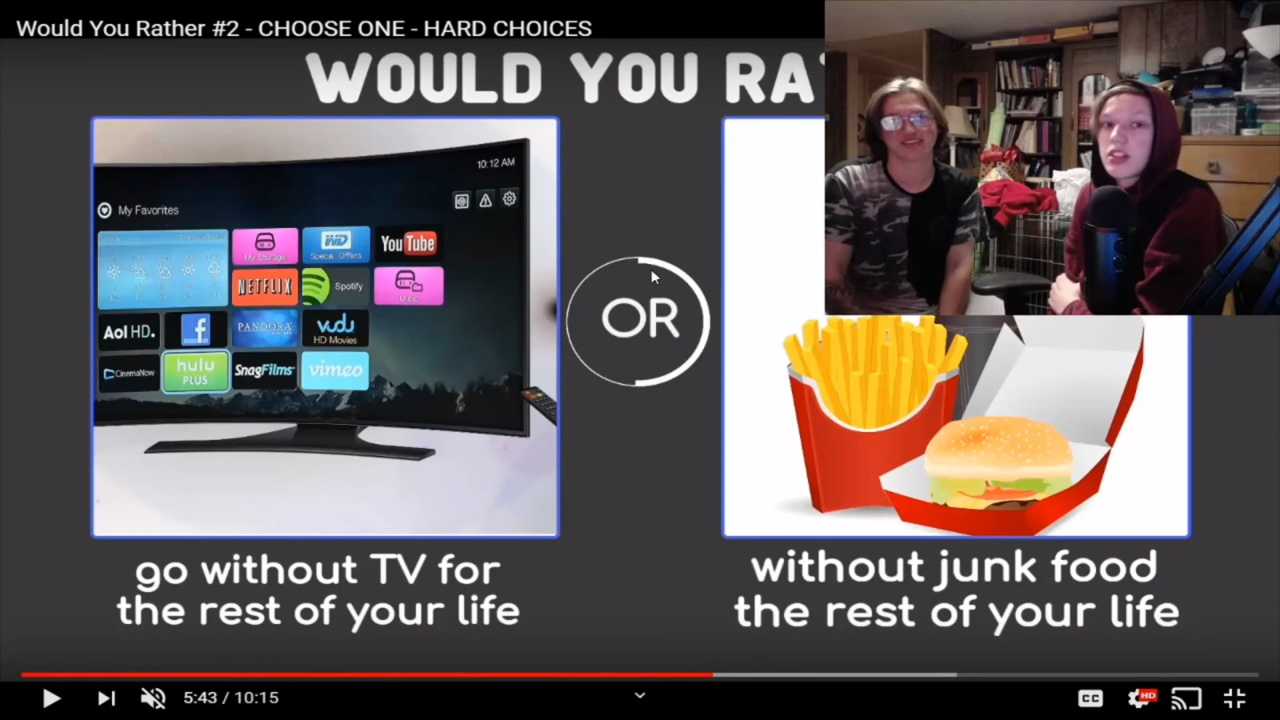 Would You Rather #2 - CHOOSE ONE - HARD CHOICES
WOULD YOU RA
10:12 AM
My Favorites
My Storage
WD
Special Offers
YouTube
NETFLIX
Spotify
Music
Aol HD.
f
PANDORA
vudu
HD Movies
CinemaNow
hulu
PLUS
SnagFilms
vimeo
OR
go without TV for
the rest of your life
without junk food
the rest of your life
5:43 / 10:15
CC
HD